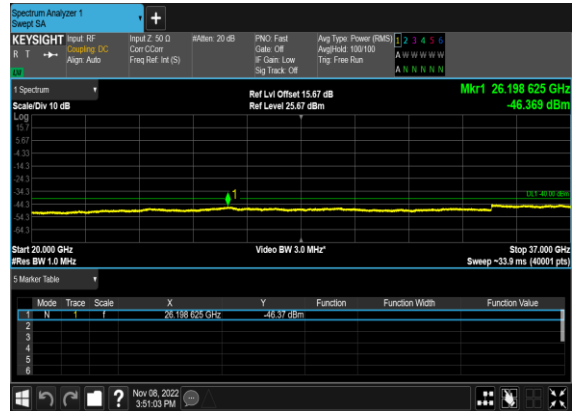 Spectrum Analyzer 1
Swept SA
+
KEYSIGHT Input: RF Input Z: 50 Ω #Atten: 20 dB PNO: Fast Avg Type: Power (RMS) 1 2 3 4 5 6
R T Coupling: DC Corr CCorr Gate: Off Avg|Hold: 100/100 A W W W W W
Align: Auto Freq Ref: Int (S) IF Gain: Low Trig: Free Run
Sig Track: Off A N N N N N
1 Spectrum Ref Lvl Offset 15.67 dB Mkr1 26.198 625 GHz
Scale/Div 10 dB Ref Level 25.67 dBm -46.369 dBm
Log
15.7
5.67
-4.33
-14.3
-24.3
-34.3
1
DL1 -40.00 dBm
-44.3
-54.3
-64.3
Start 20.000 GHz Video BW 3.0 MHz* Stop 37.000 GHz
#Res BW 1.0 MHz Sweep ~33.9 ms (40001 pts)
5 Marker Table
Mode Trace Scale X Y Function Function Width Function Value
1 N 1 f 26.198 625 GHz -46.37 dBm
2
3
4
5
6
? Nov 08, 2022
3:51:03 PM